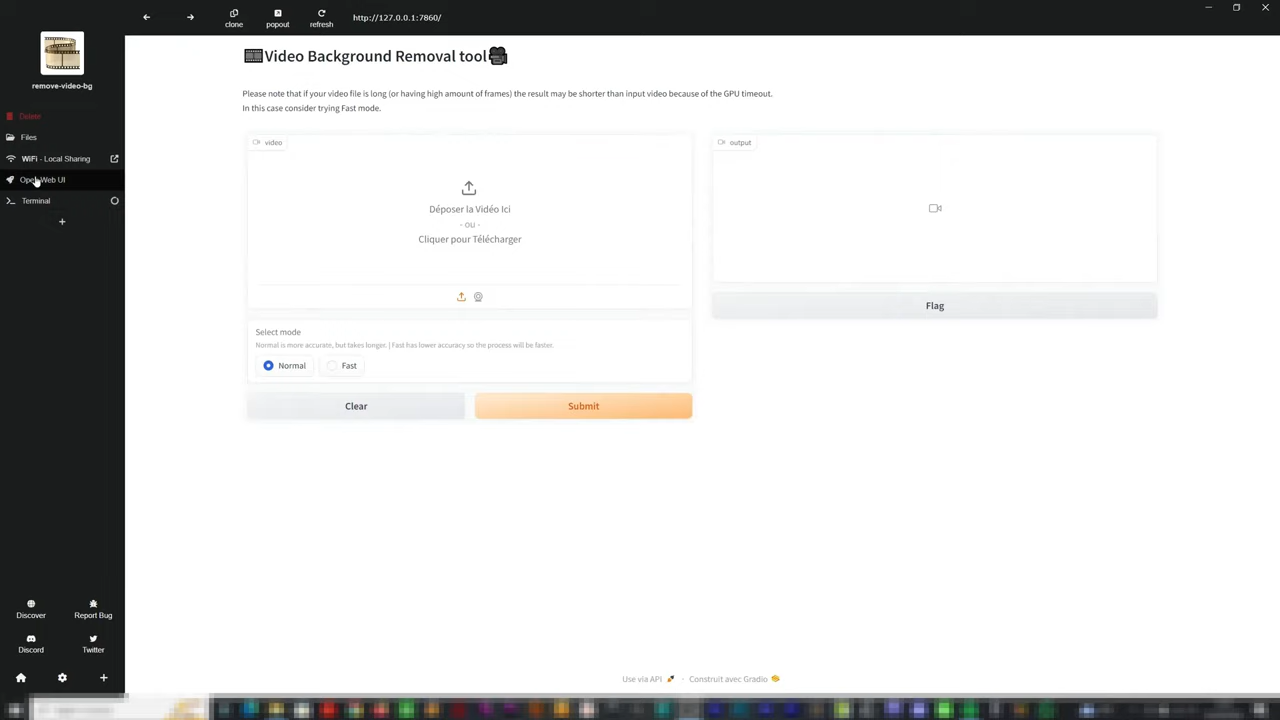 clone
popout
refresh
http://127.0.0.1:7860/
remove-video-bg
Delete
Files
WiFi - Local Sharing
Open Web UI
Terminal
Discover
Report Bug
Discord
Twitter
Video Background Removal tool
Please note that if your video file is long (or having high amount of frames) the result may be shorter than input video because of the GPU timeout.
In this case consider trying Fast mode.
video
Déposer la Vidéo Ici
- ou -
Cliquer pour Télécharger
Select mode
Normal is more accurate, but takes longer. | Fast has lower accuracy so the process will be faster.
Normal
Fast
Clear
Submit
output
Flag
Use via API
·
Construit avec Gradio